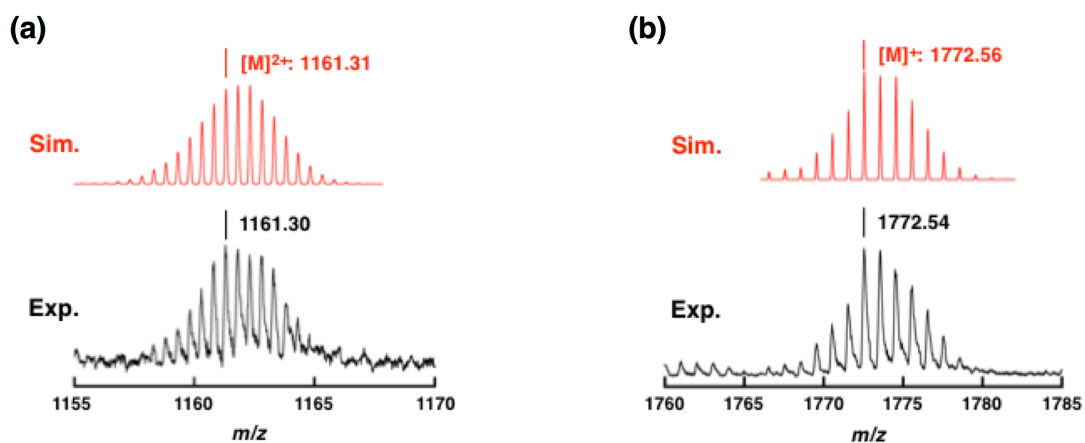 (a)
[M]²⁺: 1161.31
Sim.
1161.30
Exp.
1155 1160 1165 1170
m/z
(b)
[M]⁺: 1772.56
Sim.
1772.54
Exp.
1760 1765 1770 1775 1780 1785
m/z